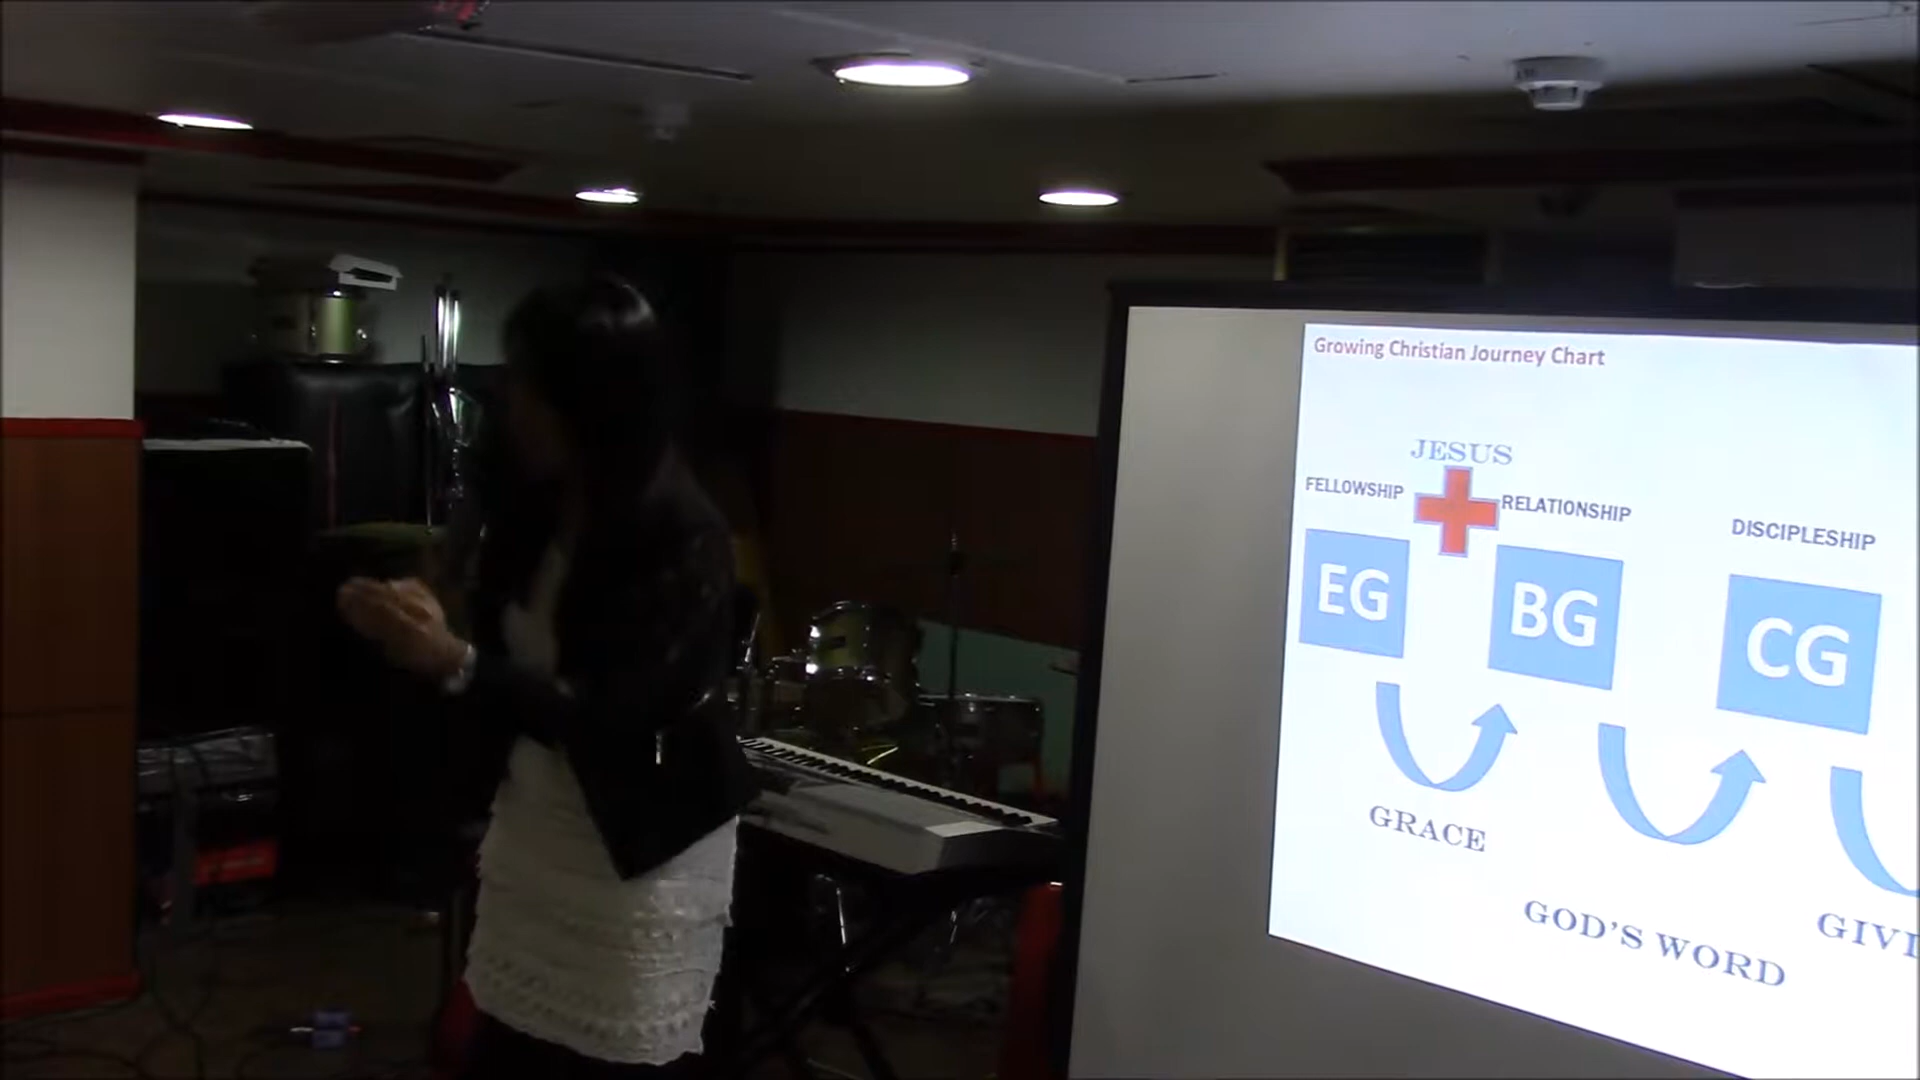 Growing Christian Journey Chart
JESUS
FELLOWSHIP
RELATIONSHIP
DISCIPLESHIP
EG
BG
CG
GRACE
GOD'S WORD